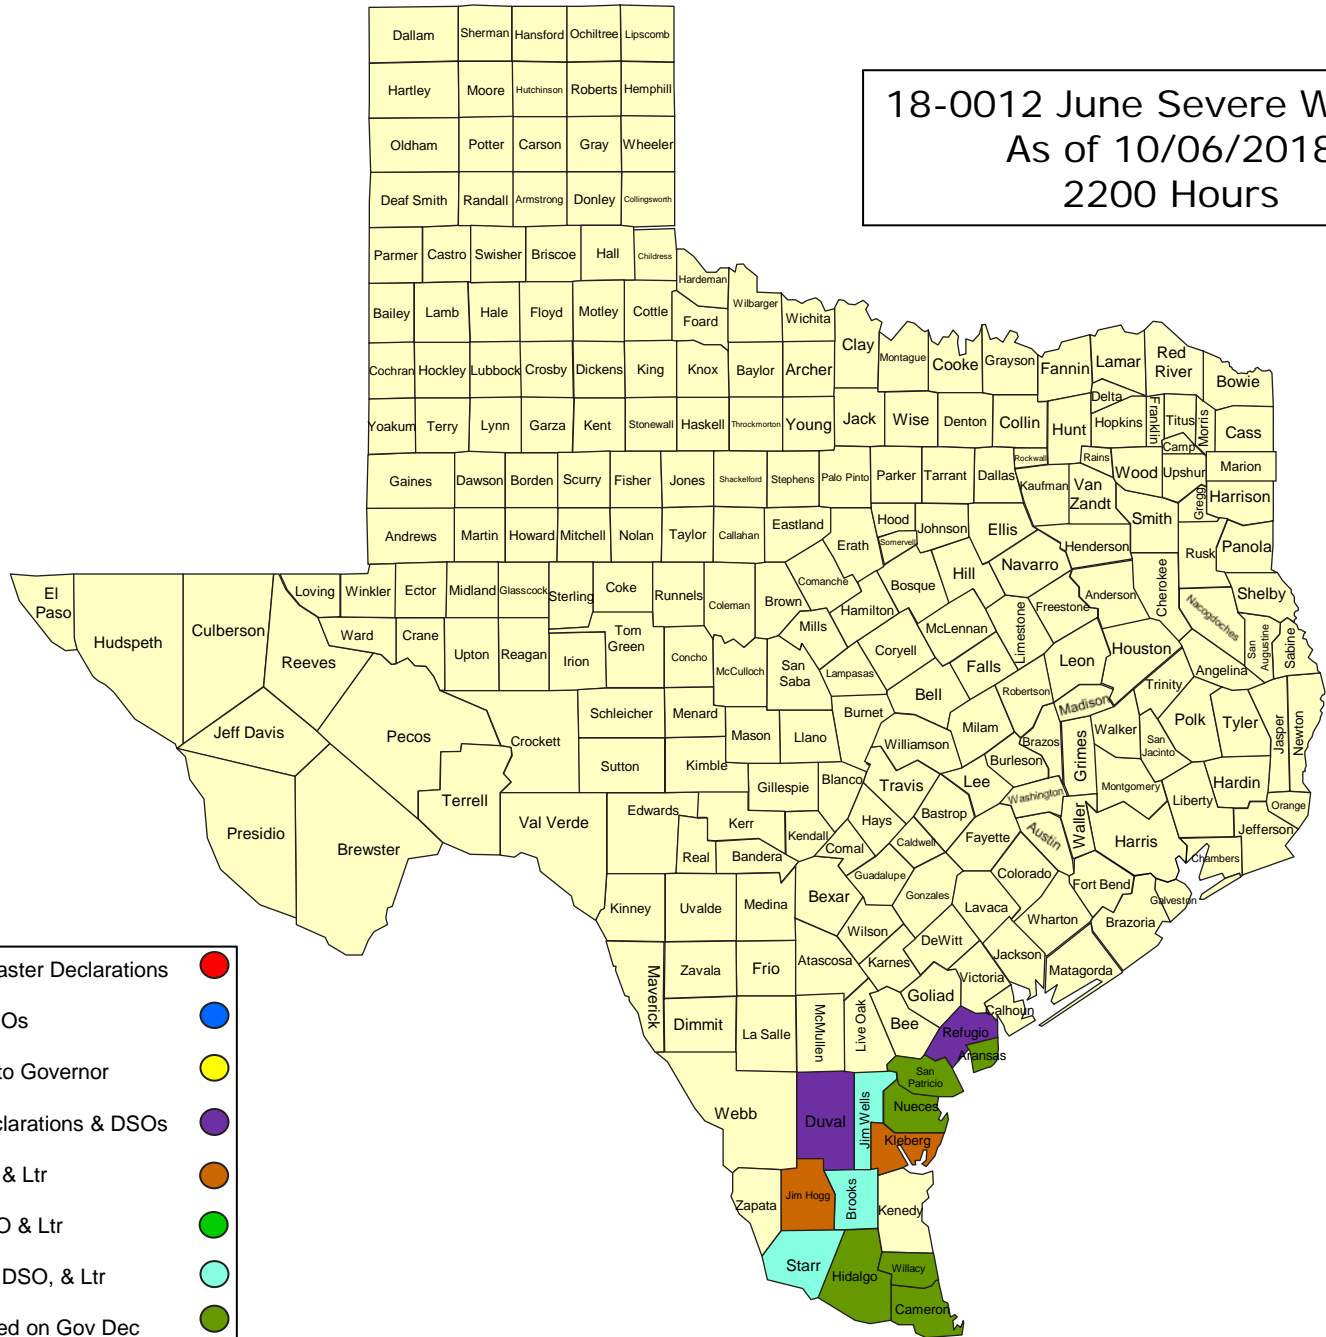 Dallam Sherman Hansford Ochiltree Lipscomb
Hartley Moore Hutchinson Roberts Hemphill
18-0012 June Severe W
As of 10/06/2018
2200 Hours
Oldham Potter Carson Gray Wheeler
Deaf Smith Randall Armstrong Donley Collingsworth
Parmer Castro Swisher Briscoe Hall Childress
Hardeman
Bailey Lamb Hale Floyd Motley Cottle Foard Wilbarger Wichita
Clay Montague Cooke Grayson Fannin Lamar Red
River
Bowie
Cochran Hockley Lubbock Crosby Dickens King Knox Baylor Archer
Delta
Yoakum Terry Lynn Garza Kent Stonewall Haskell Throckmorton Young Jack Wise Denton Collin Hunt Hopkins Franklin Titus Morris Cass
Camp
Gaines Dawson Borden Scurry Fisher Jones Shackelford Stephens Palo Pinto Parker Tarrant Dallas Rockwall Kaufman Rains Wood Upshur Marion
Van
Zandt
Gregg Harrison
Andrews Martin Howard Mitchell Nolan Taylor Callahan Eastland Erath Hood Somervell Johnson Ellis Henderson Smith Rusk Panola
El
Paso
Hudspeth Culberson Loving Winkler Ector Midland Glasscock Sterling Coke Runnels Coleman Brown Comanche Hamilton Bosque Hill Navarro Freestone Anderson Cherokee Nacogdoches Shelby
Reeves Ward Crane Upton Reagan Irion Tom
Green
Concho McCulloch San
Saba
Mills Lampasas Coryell McLennan Limestone Falls Leon Houston Angelina San
Augustine
Sabine
Jeff Davis Pecos Crockett Schleicher Menard Mason Llano Burnet Bell Milam Robertson Madison Trinity Walker San
Jacinto
Polk Tyler Jasper Newton
Sutton Kimble Gillespie Blanco Williamson Travis Lee Burleson Brazos Grimes Washington Montgomery Liberty Hardin Orange
Presidio Brewster Terrell Val Verde Edwards Kerr Real Bandera Kendall Comal Hays Caldwell Bastrop Fayette Austin Waller Harris Chambers Jefferson
Kinney Uvalde Medina Bexar Guadalupe Gonzales Lavaca Colorado Wharton Fort Bend Brazoria Galveston
Maverick Zavala Frio Atascosa Wilson Karnes DeWitt Victoria Jackson Matagorda
Dimmit La Salle McMullen Live Oak Bee Goliad Refugio Calhoun
Aransas
San
Patricio
Webb Duval Jim Wells Nueces
Kleberg
Zapata Jim Hogg Brooks Kenedy
Starr Hidalgo Willacy
Cameron
aster Declarations
Os
to Governor
clarations & DSOs
& Ltr
O & Ltr
DSO, & Ltr
ed on Gov Dec